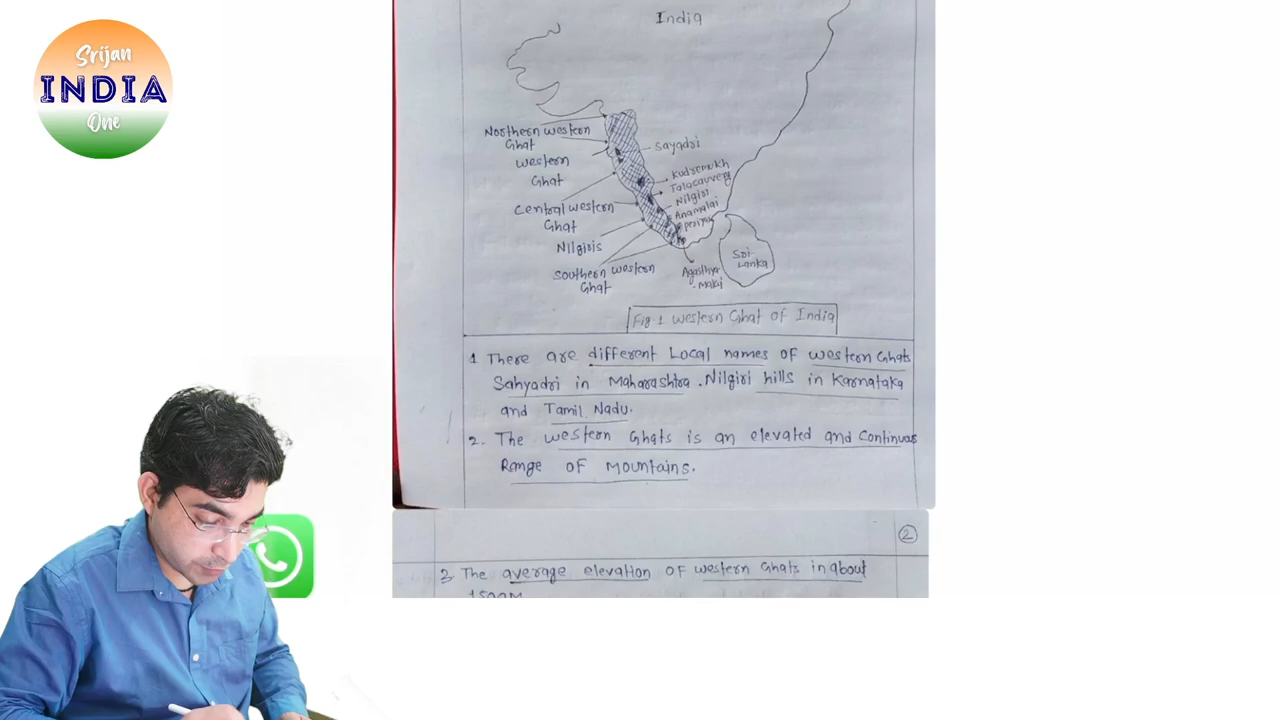 Srijan
INDIA
One
India
Northern western
Ghat
western
Ghat
Central western
Ghat
Nilgiris
Southern western
Ghat
Sayadri
Kudremukh
Talacauvery
Nilgiri
Anamalai
Agasthya
-Malai
Sri
Lanka
Fig.1 Western Ghat of India
1 There are different Local names of western Ghats
Sahyadri in Maharashtra. Nilgiri hills in Karnataka
and Tamil Nadu.
2. The western Ghats is an elevated and Continuos
Range of Mountains.
2
3. The average elevation of western Ghats in about